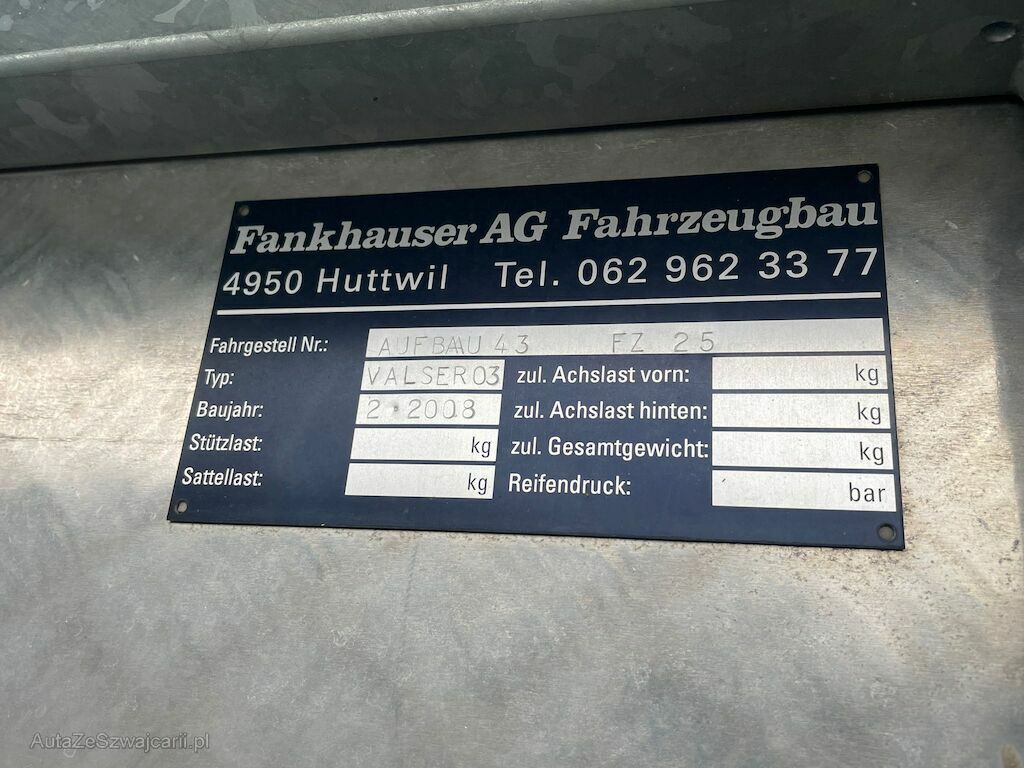 Fankhauser AG Fahrzeugbau
4950 Huttwil Tel. 062 962 33 77
Fahrgestell Nr.: AUFBAU 43 FZ 25
Typ: VALSER03 zul. Achslast vorn: kg
Baujahr: 2 · 2008 zul. Achslast hinten: kg
Stützlast: kg zul. Gesamtgewicht: kg
Sattellast: kg Reifendruck: bar
AutaZeSzwajcarii.pl